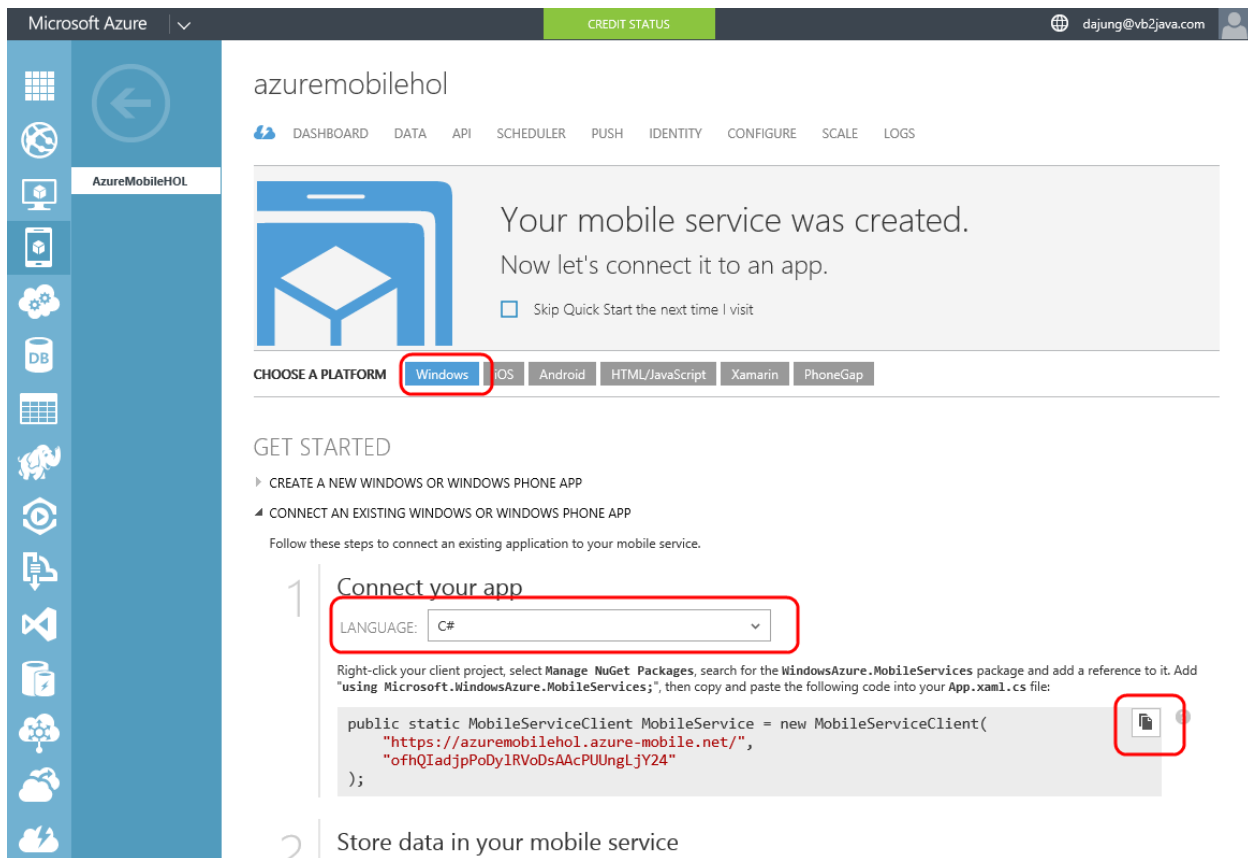 Microsoft Azure
CREDIT STATUS
dajung@vb2java.com
azuremobilehol
DASHBOARD DATA API SCHEDULER PUSH IDENTITY CONFIGURE SCALE LOGS
AzureMobileHOL
Your mobile service was created.
Now let's connect it to an app.
Skip Quick Start the next time I visit
CHOOSE A PLATFORM Windows iOS Android HTML/JavaScript Xamarin PhoneGap
DB
GET STARTED
CREATE A NEW WINDOWS OR WINDOWS PHONE APP
CONNECT AN EXISTING WINDOWS OR WINDOWS PHONE APP
Follow these steps to connect an existing application to your mobile service.
1 Connect your app
LANGUAGE: C#
Right-click your client project, select Manage NuGet Packages, search for the WindowsAzure.MobileServices package and add a reference to it. Add
"using Microsoft.WindowsAzure.MobileServices;", then copy and paste the following code into your App.xaml.cs file:
public static MobileServiceClient MobileService = new MobileServiceClient(
"https://azuremobilehol.azure-mobile.net/",
"ofhQIadjpPoDylRVoDsAAcPUUngLjY24"
);
2 Store data in your mobile service